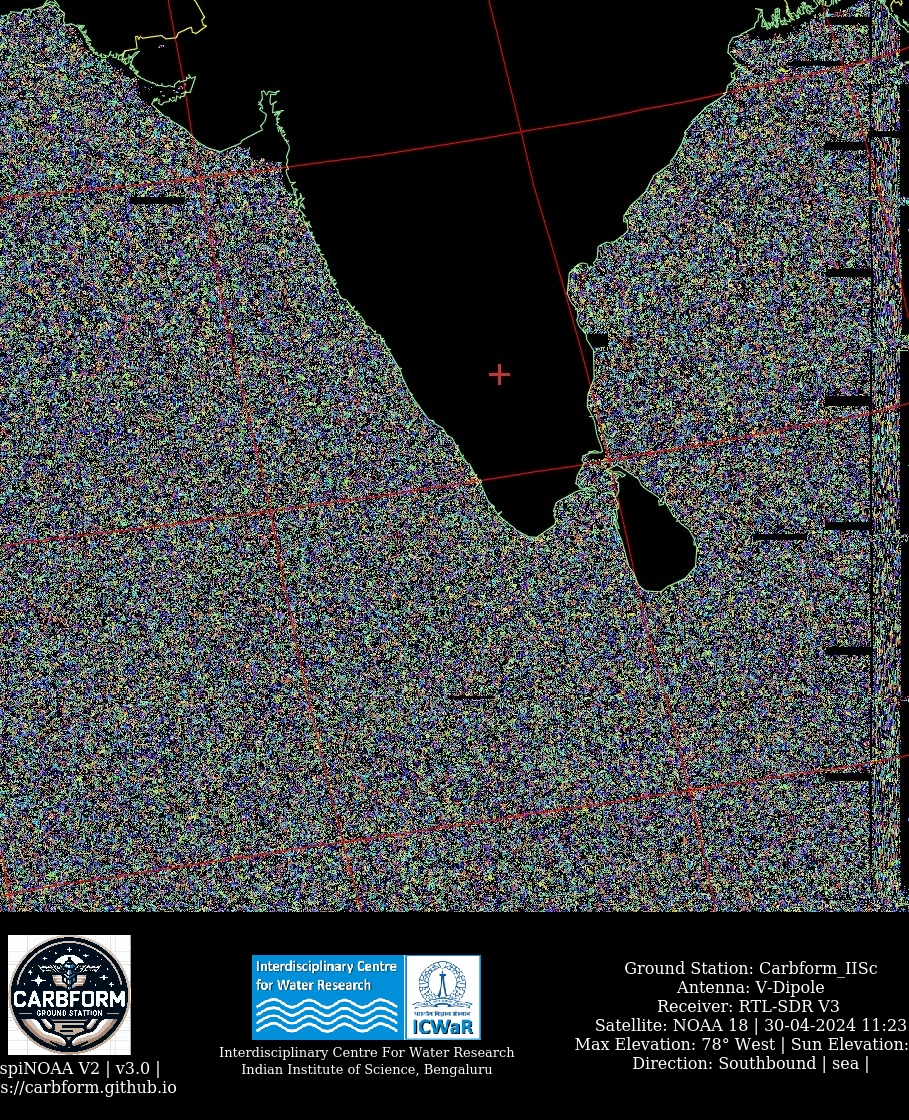 CARBFORM
GROUND STATION
spiNOAA V2 | v3.0 |
s://carbform.github.io
Interdisciplinary Centre
for Water Research
ICWaR
Interdisciplinary Centre For Water Research
Indian Institute of Science, Bengaluru
Ground Station: Carbform_IISc
Antenna: V-Dipole
Receiver: RTL-SDR V3
Satellite: NOAA 18 | 30-04-2024 11:23
Max Elevation: 78° West | Sun Elevation:
Direction: Southbound | sea |